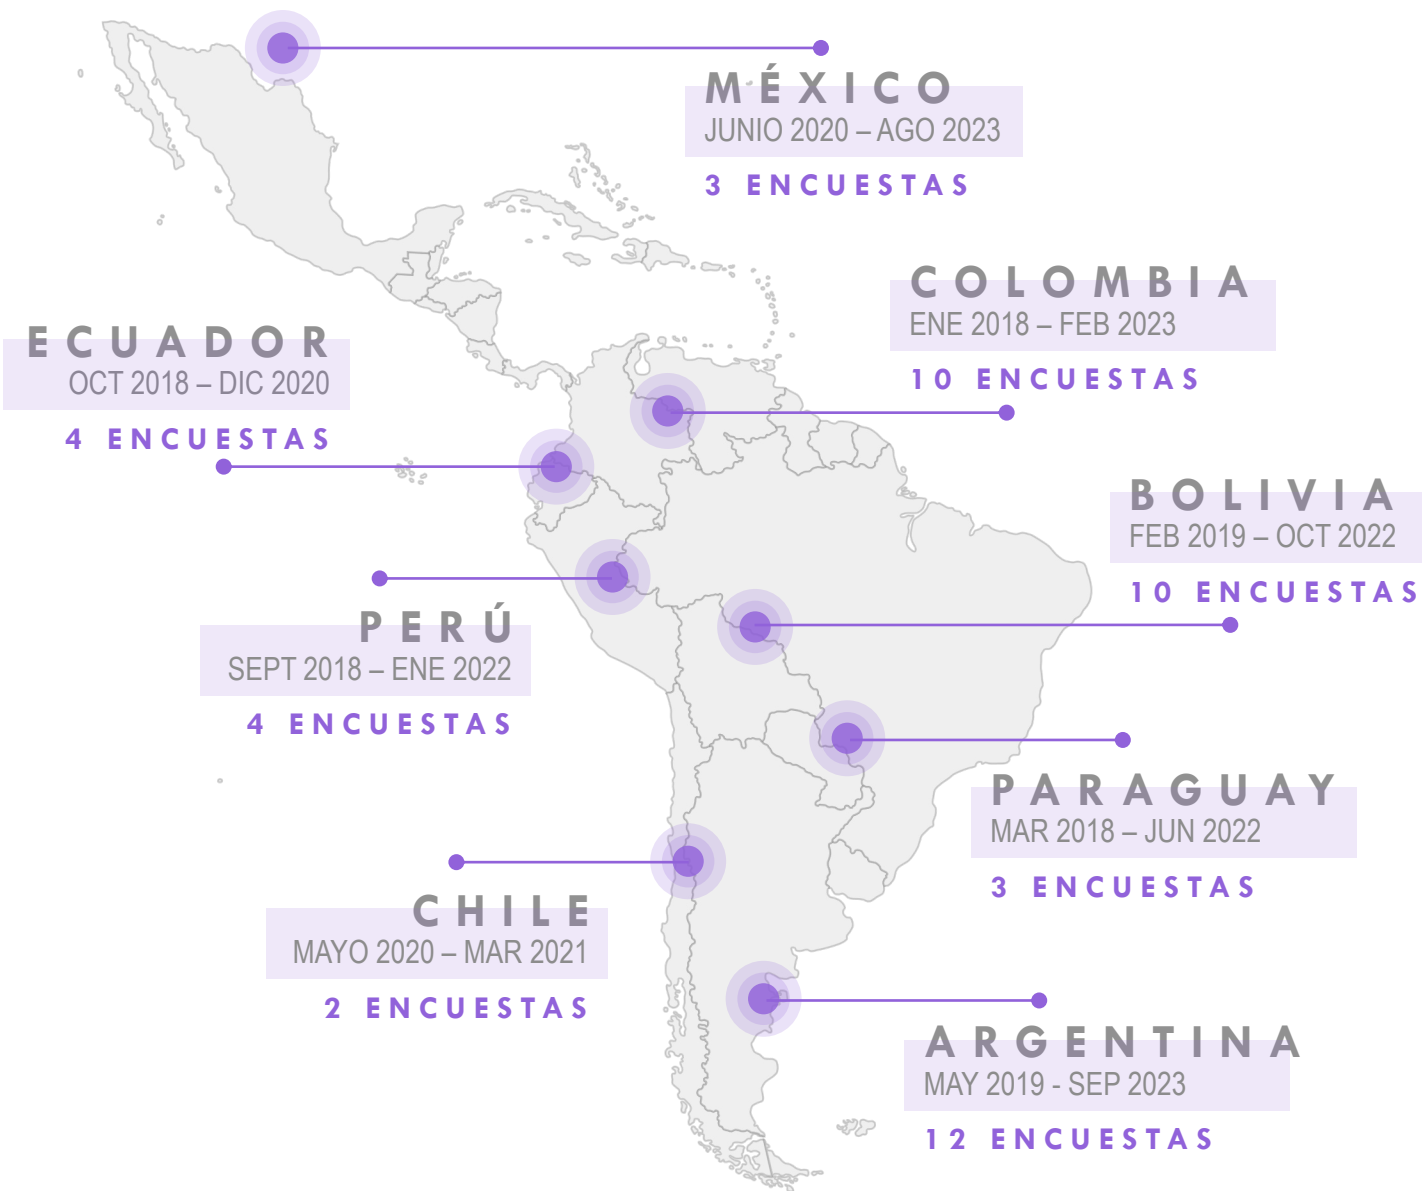 MÉXICO
JUNIO 2020 – AGO 2023
3 ENCUESTAS
COLOMBIA
ENE 2018 – FEB 2023
10 ENCUESTAS
ECUADOR
OCT 2018 – DIC 2020
4 ENCUESTAS
BOLIVIA
FEB 2019 – OCT 2022
10 ENCUESTAS
PERÚ
SEPT 2018 – ENE 2022
4 ENCUESTAS
PARAGUAY
MAR 2018 – JUN 2022
3 ENCUESTAS
CHILE
MAYO 2020 – MAR 2021
2 ENCUESTAS
ARGENTINA
MAY 2019 - SEP 2023
12 ENCUESTAS